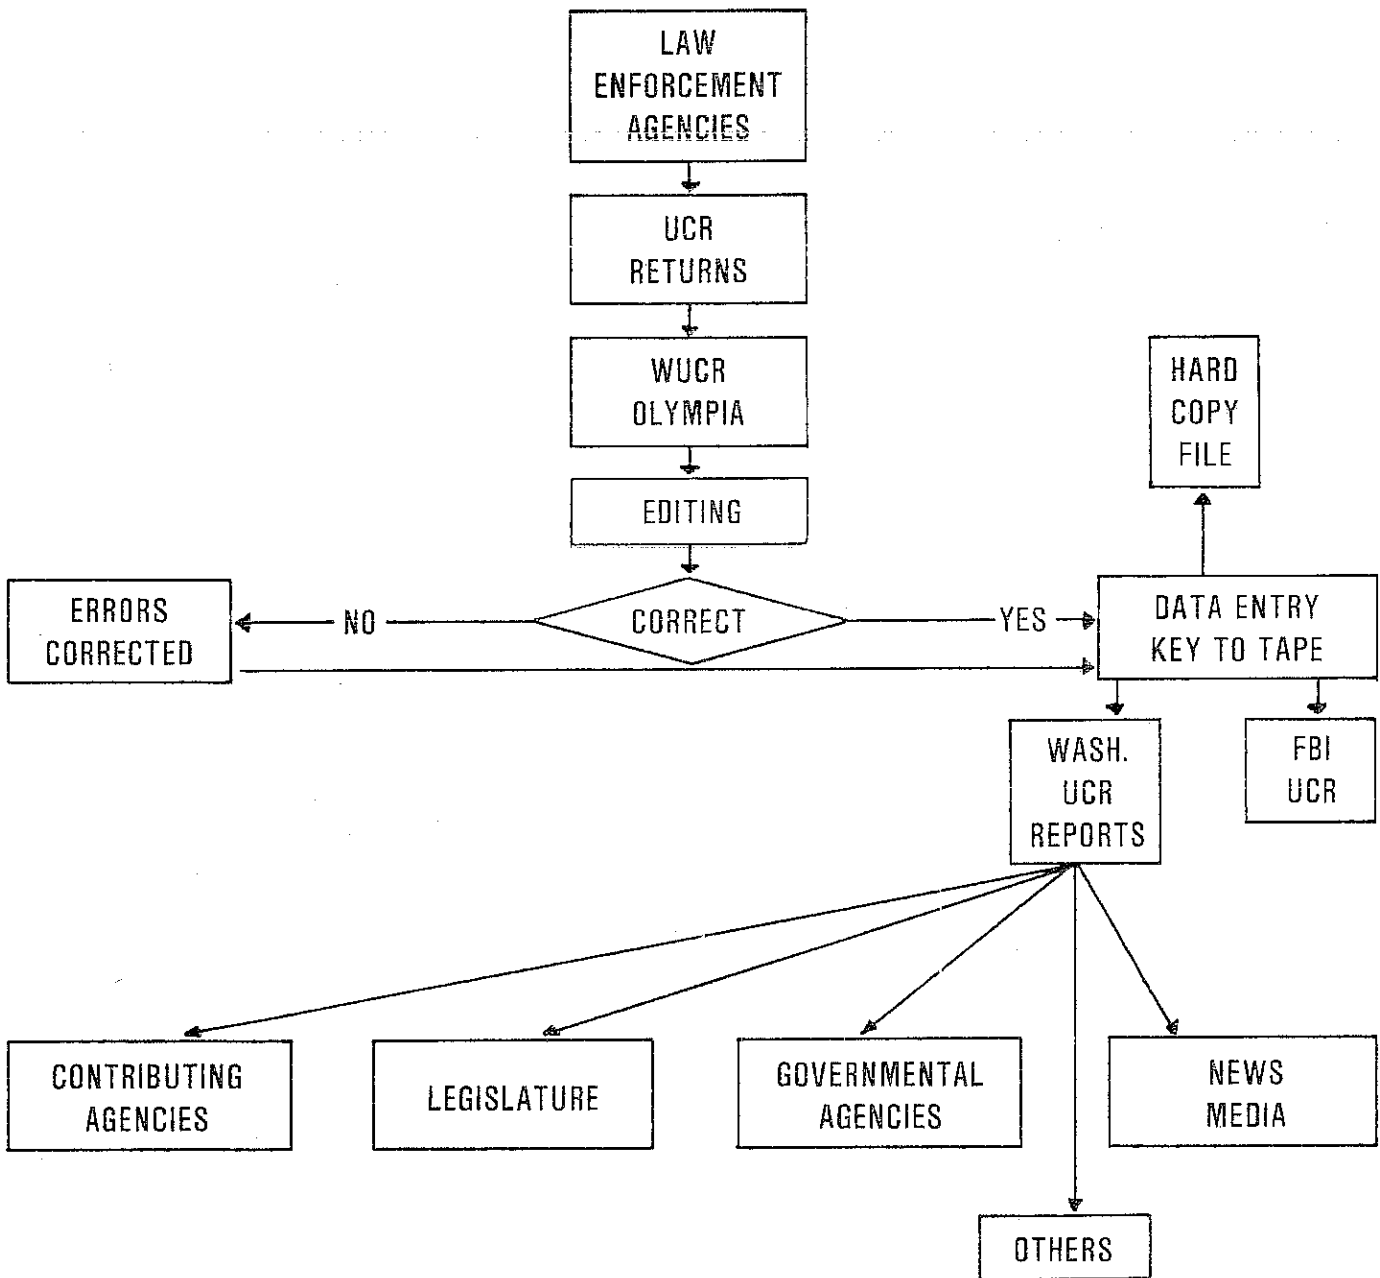 LAW
ENFORCEMENT
AGENCIES
UCR
RETURNS
WUCR
OLYMPIA
EDITING
HARD
COPY
FILE
ERRORS
CORRECTED
NO
CORRECT
YES
DATA ENTRY
KEY TO TAPE
WASH.
UCR
REPORTS
FBI
UCR
CONTRIBUTING
AGENCIES
LEGISLATURE
GOVERNMENTAL
AGENCIES
NEWS
MEDIA
OTHERS